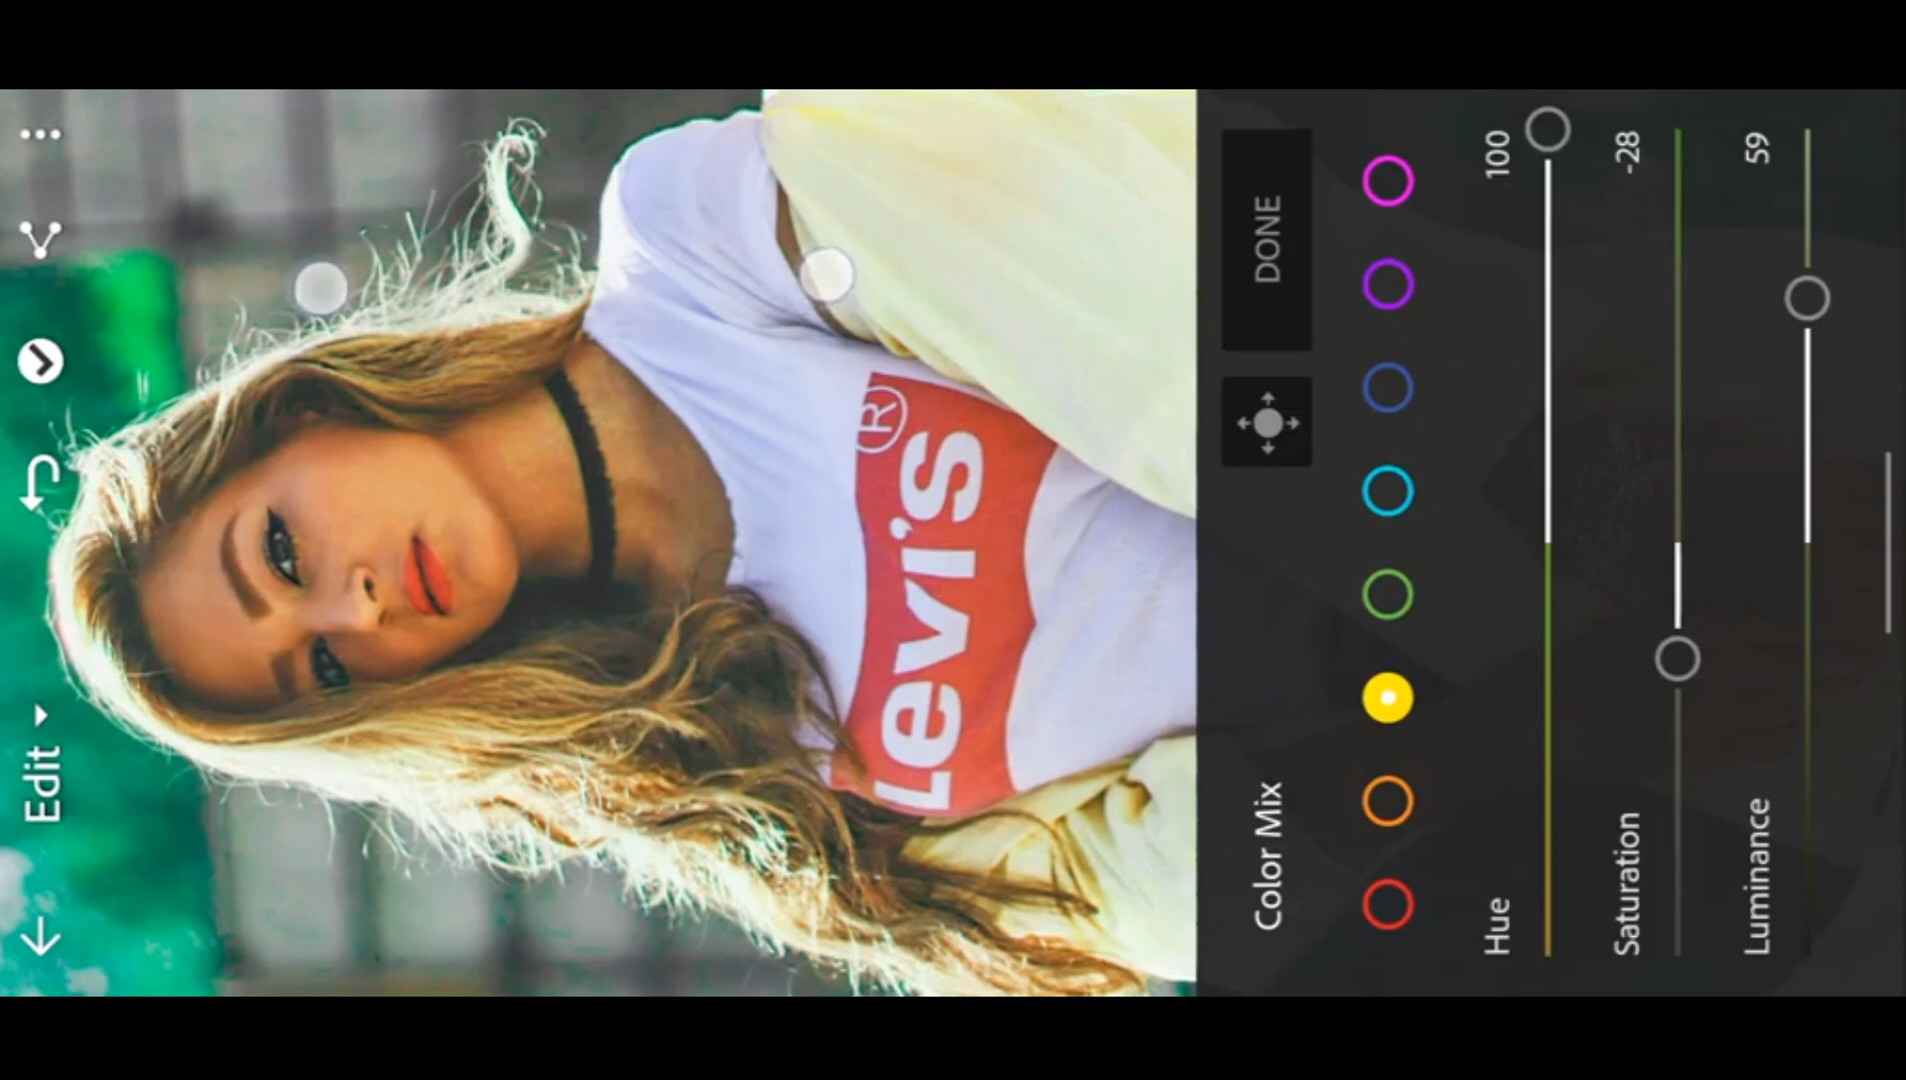 Edit
Levi's®
Color Mix
DONE
Hue
100
Saturation
-28
Luminance
59